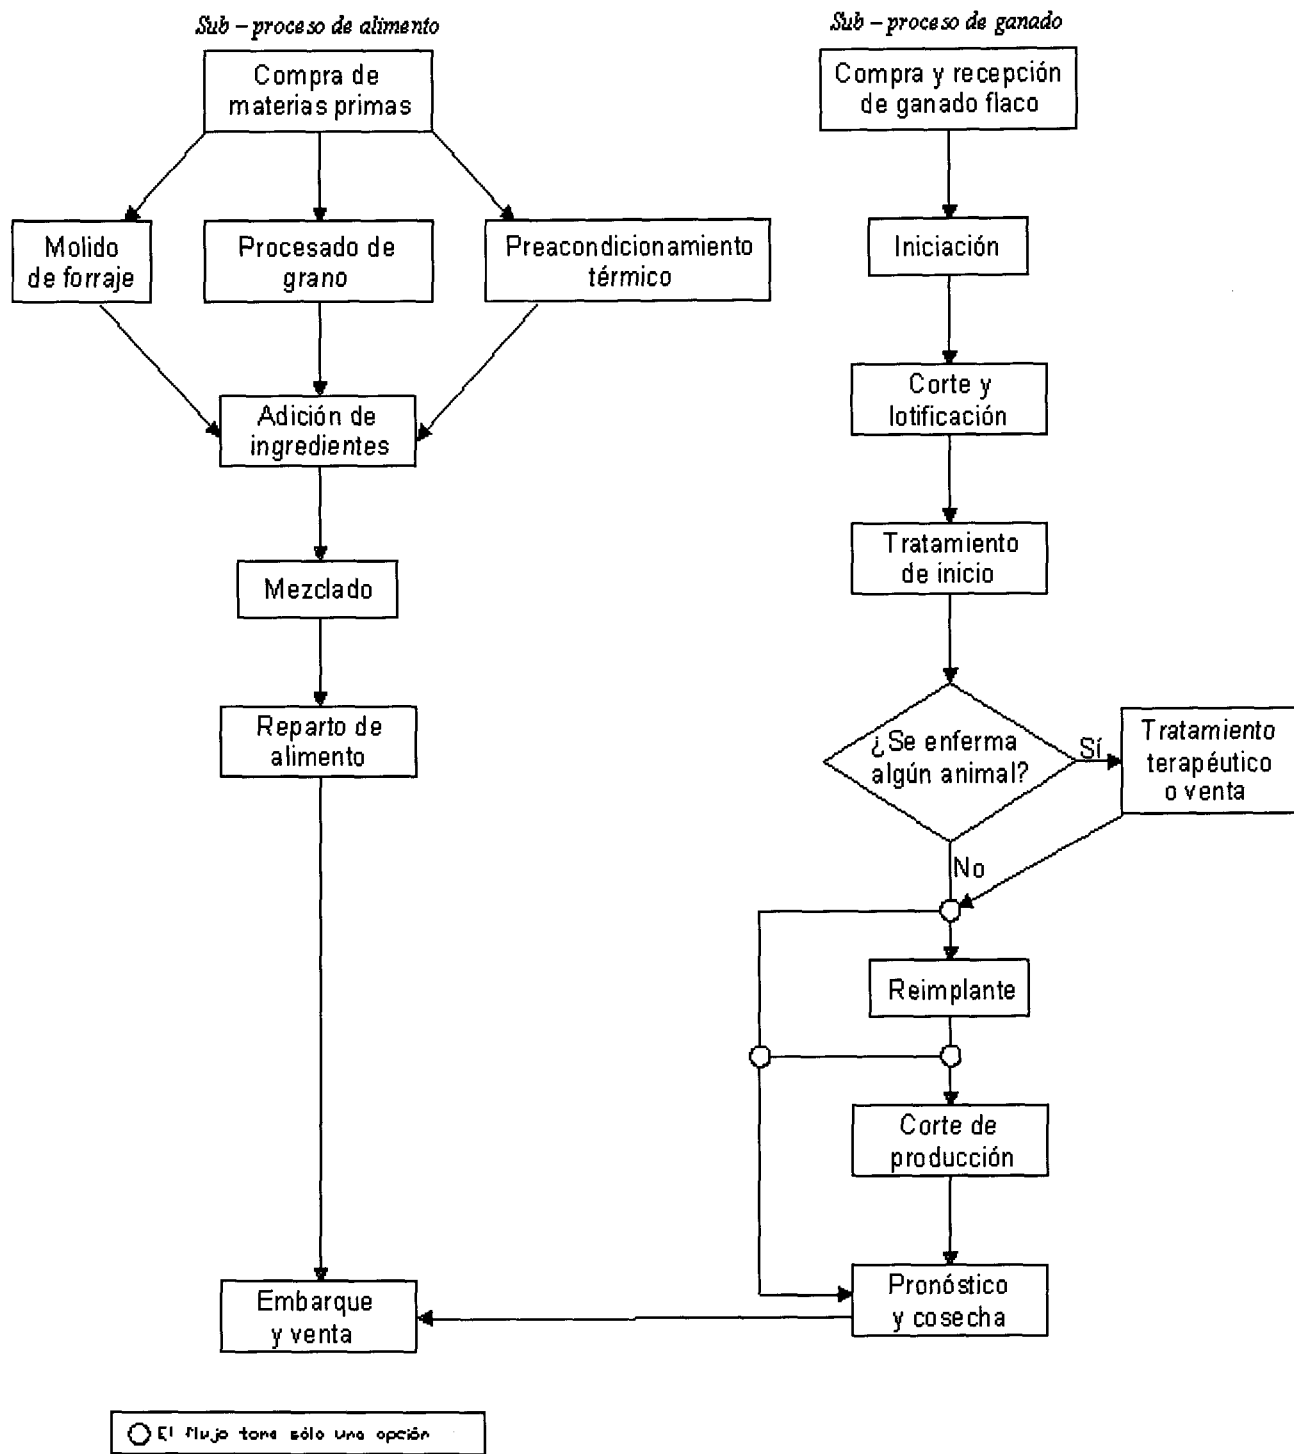 Sub – proceso de alimento
Compra de
materias primas
Molido
de forraje
Procesado de
grano
Preacondicionamiento
térmico
Adición de
ingredientes
Mezclado
Reparto de
alimento
Sub – proceso de ganado
Compra y recepción
de ganado flaco
Iniciación
Corte y
lotificación
Tratamiento
de inicio
¿Se enferma
algún animal?
Sí
Tratamiento
terapéutico
o venta
No
Reimplante
Corte de
producción
Pronóstico
y cosecha
Embarque
y venta
El flujo toma sólo una opción